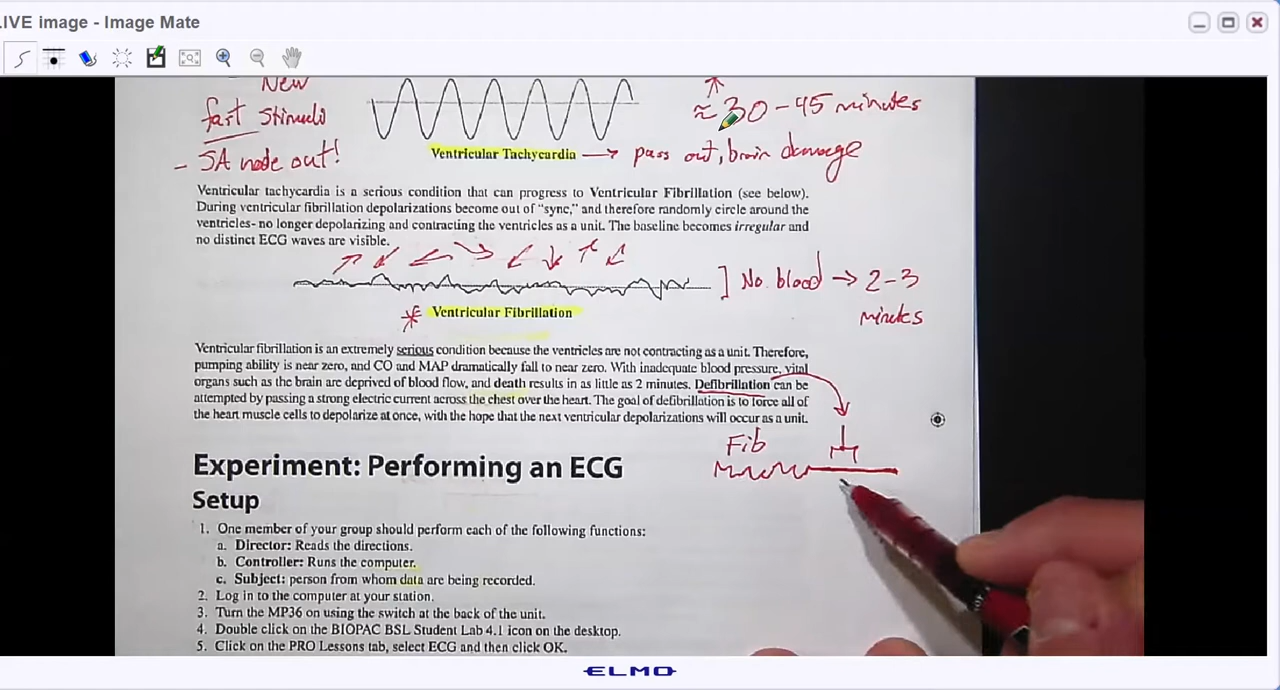 LIVE image - Image Mate
New
fast stimulo
- SA node out!
≈ 30-45 minutes
Ventricular Tachycardia → pass out, brain damage
Ventricular tachycardia is a serious condition that can progress to Ventricular Fibrillation (see below).
During ventricular fibrillation depolarizations become out of "sync," and therefore randomly circle around the
ventricles- no longer depolarizing and contracting the ventricles as a unit. The baseline becomes irregular and
no distinct ECG waves are visible.
] No blood → 2-3
minutes
* Ventricular Fibrillation
Ventricular fibrillation is an extremely serious condition because the ventricles are not contracting as a unit. Therefore,
pumping ability is near zero, and CO and MAP dramatically fall to near zero. With inadequate blood pressure, vital
organs such as the brain are deprived of blood flow, and death results in as little as 2 minutes. Defibrillation can be
attempted by passing a strong electric current across the chest over the heart. The goal of defibrillation is to force all of
the heart muscle cells to depolarize at once, with the hope that the next ventricular depolarizations will occur as a unit.
Fib
Experiment: Performing an ECG
Setup
1. One member of your group should perform each of the following functions:
a. Director: Reads the directions.
b. Controller: Runs the computer.
c. Subject: person from whom data are being recorded.
2. Log in to the computer at your station.
3. Turn the MP36 on using the switch at the back of the unit.
4. Double click on the BIOPAC BSL Student Lab 4.1 icon on the desktop.
5. Click on the PRO Lessons tab, select ECG and then click OK.
ELMO